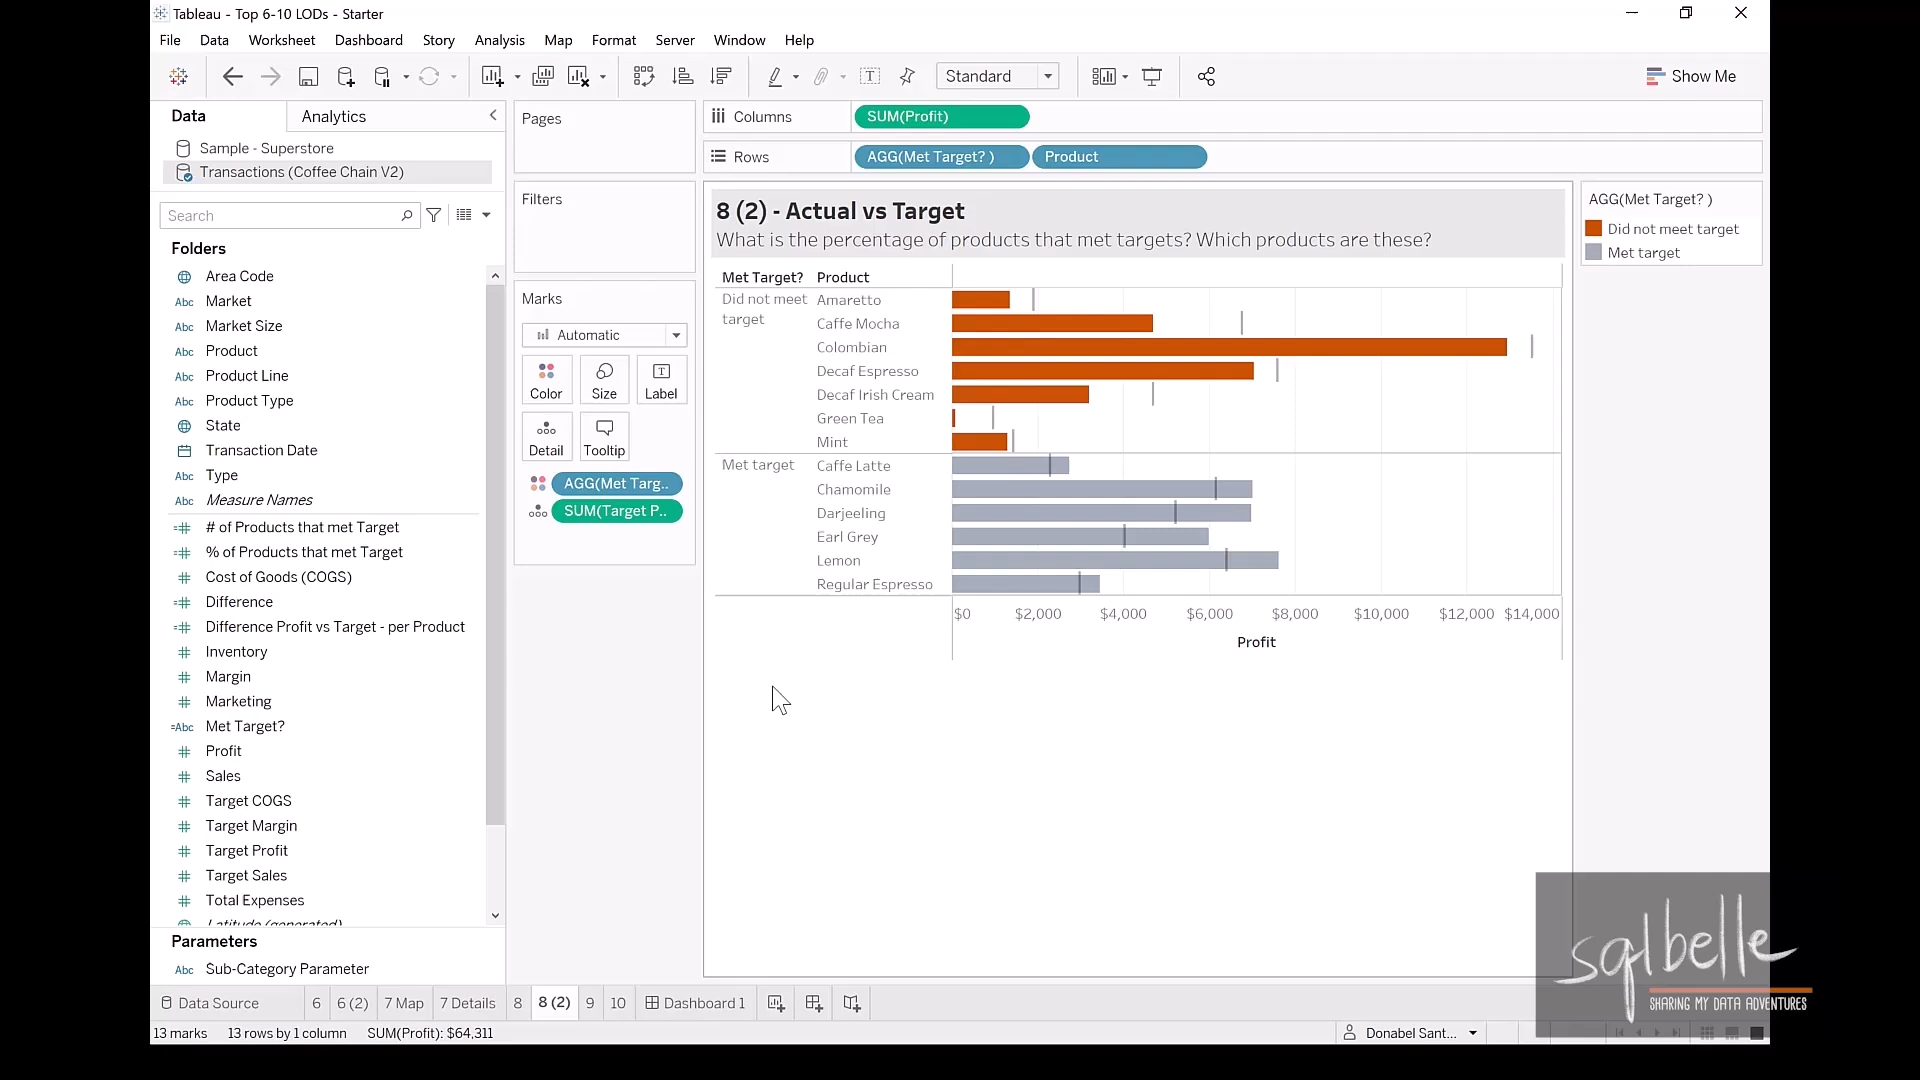 Tableau - Top 6-10 LODs - Starter
File Data Worksheet Dashboard Story Analysis Map Format Server Window Help
Standard
Show Me
Data Analytics
Sample - Superstore
Transactions (Coffee Chain V2)
Search
Folders
Area Code
Abc Market
Abc Market Size
Abc Product
Abc Product Line
Abc Product Type
State
Transaction Date
Abc Type
Abc Measure Names
# of Products that met Target
% of Products that met Target
Cost of Goods (COGS)
Difference
Difference Profit vs Target - per Product
Inventory
Margin
Marketing
=Abc Met Target?
Profit
Sales
Target COGS
Target Margin
Target Profit
Target Sales
Total Expenses
Latitude (generated)
Parameters
Abc Sub-Category Parameter
Pages
Filters
Marks
Automatic
Color Size Label
Detail Tooltip
AGG(Met Targ..
SUM(Target P..
Columns SUM(Profit)
Rows AGG(Met Target? ) Product
8 (2) - Actual vs Target
What is the percentage of products that met targets? Which products are these?
Met Target? Product
Did not meet target
Amaretto
Caffe Mocha
Colombian
Decaf Espresso
Decaf Irish Cream
Green Tea
Mint
Met target
Caffe Latte
Chamomile
Darjeeling
Earl Grey
Lemon
Regular Espresso
$0 $2,000 $4,000 $6,000 $8,000 $10,000 $12,000 $14,000
Profit
AGG(Met Target? )
Did not meet target
Met target
sqlbelle
SHARING MY DATA ADVENTURES
Data Source 6 6 (2) 7 Map 7 Details 8 8 (2) 9 10 Dashboard 1
13 marks 13 rows by 1 column SUM(Profit): $64,311
Donabel Sant...